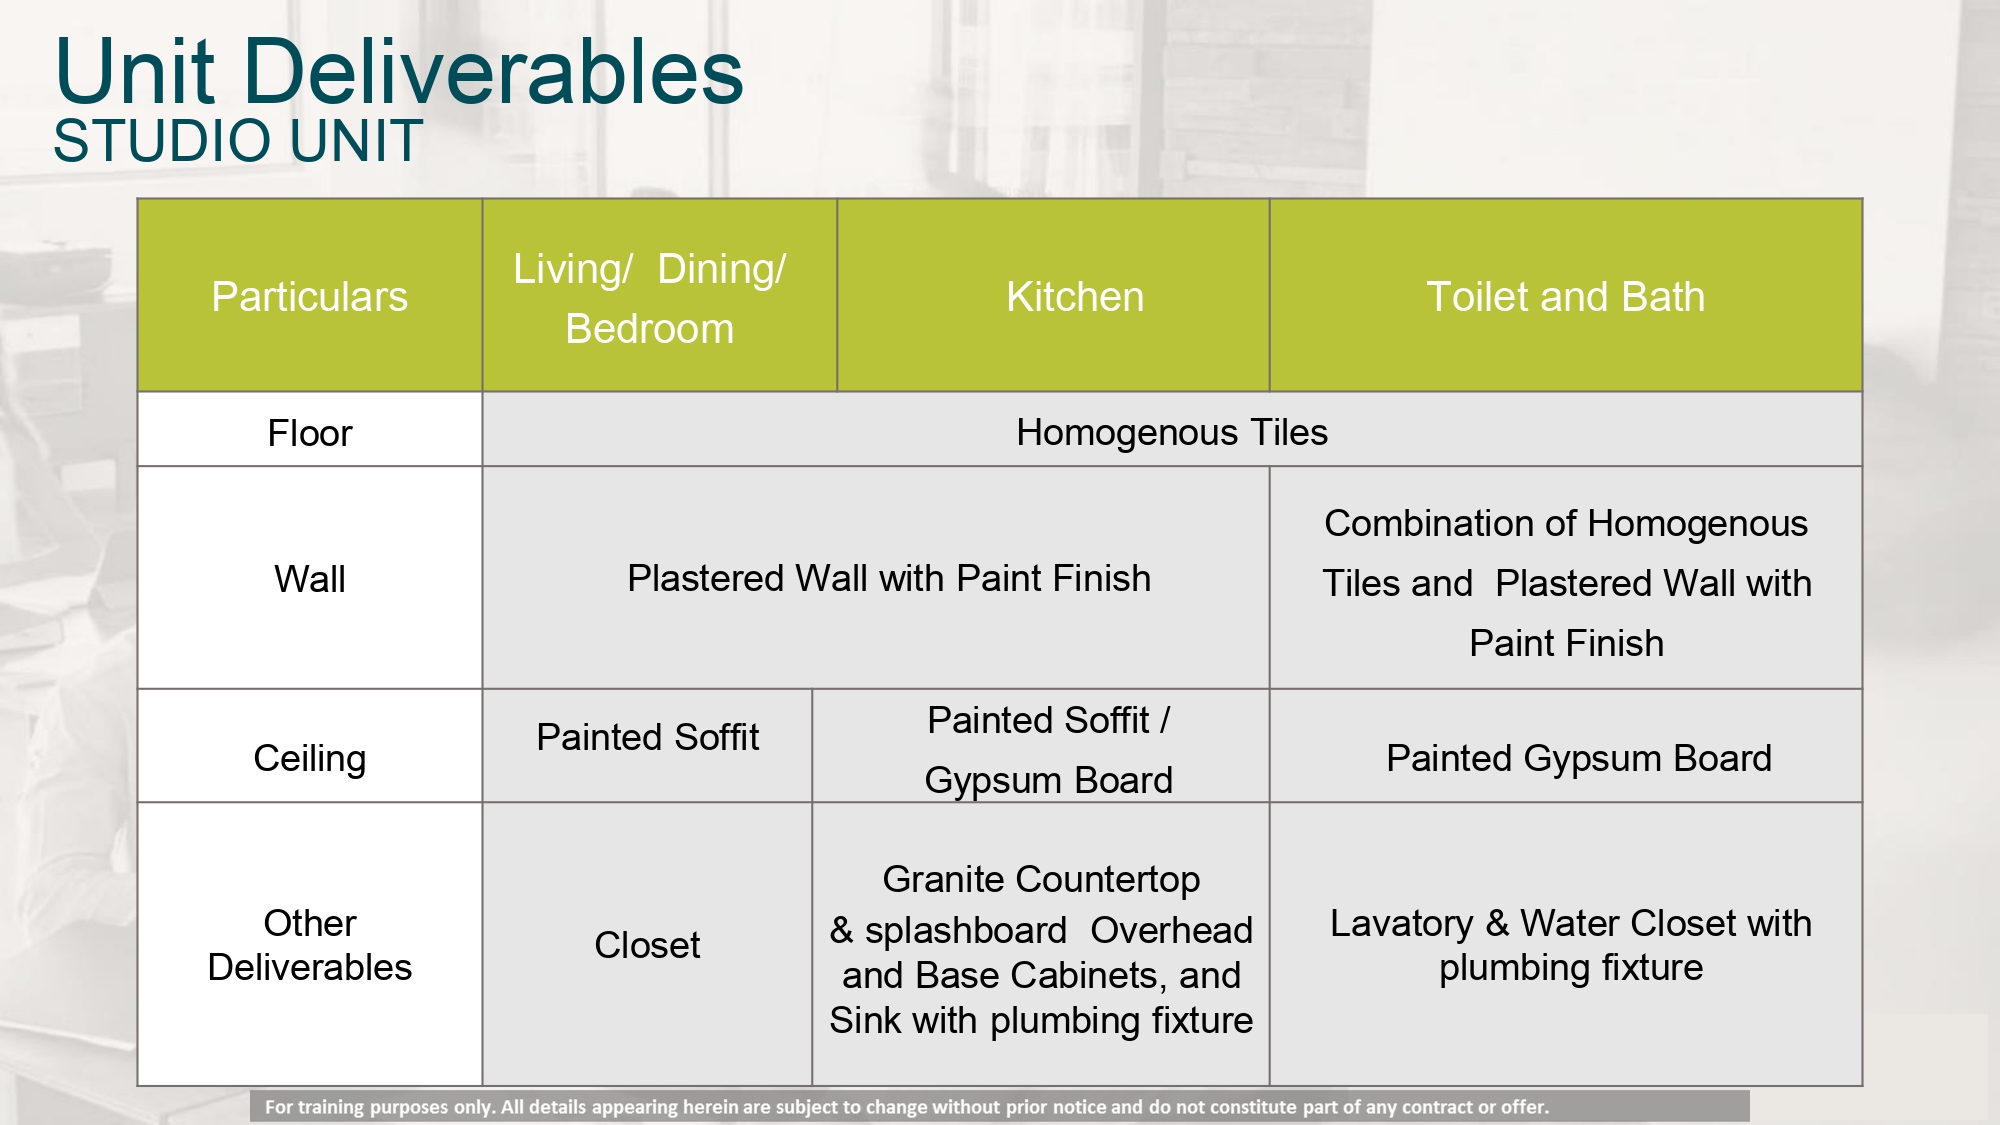 Unit Deliverables
STUDIO UNIT
Particulars
Living/  Dining/
Bedroom
Kitchen
Toilet and Bath
Floor
Homogenous Tiles
Wall
Plastered Wall with Paint Finish
Combination of Homogenous
Tiles and  Plastered Wall with
Paint Finish
Ceiling
Painted Soffit
Painted Soffit /
Gypsum Board
Painted Gypsum Board
Other
Deliverables
Closet
Granite Countertop
& splashboard  Overhead
and Base Cabinets, and
Sink with plumbing fixture
Lavatory & Water Closet with
plumbing fixture
For training purposes only. All details appearing herein are subject to change without prior notice and do not constitute part of any contract or offer.